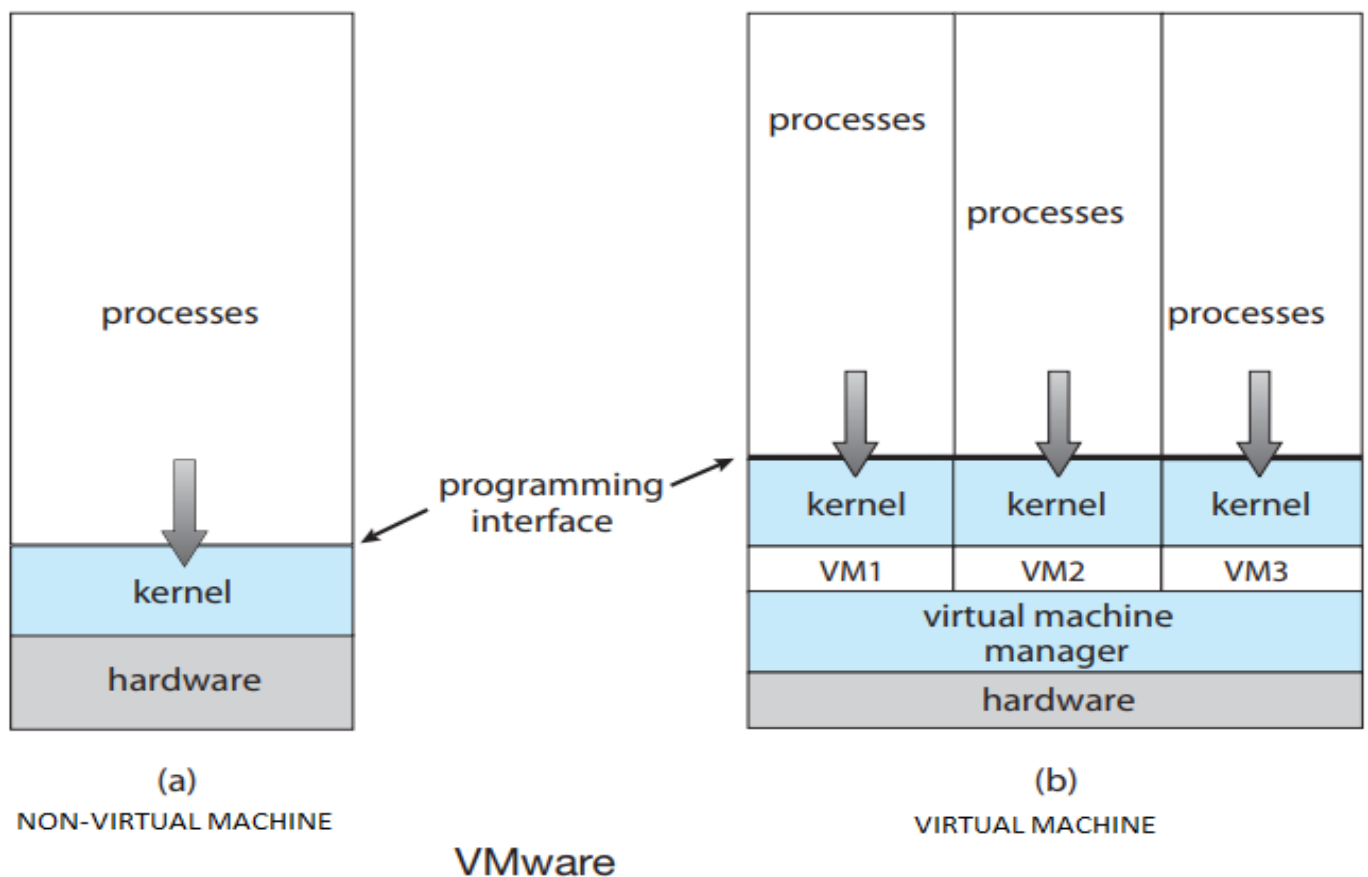 processes
kernel
hardware
(a)
NON-VIRTUAL MACHINE
programming
interface
processes
processes
processes
kernel kernel kernel
VM1 VM2 VM3
virtual machine
manager
hardware
(b)
VIRTUAL MACHINE
VMware